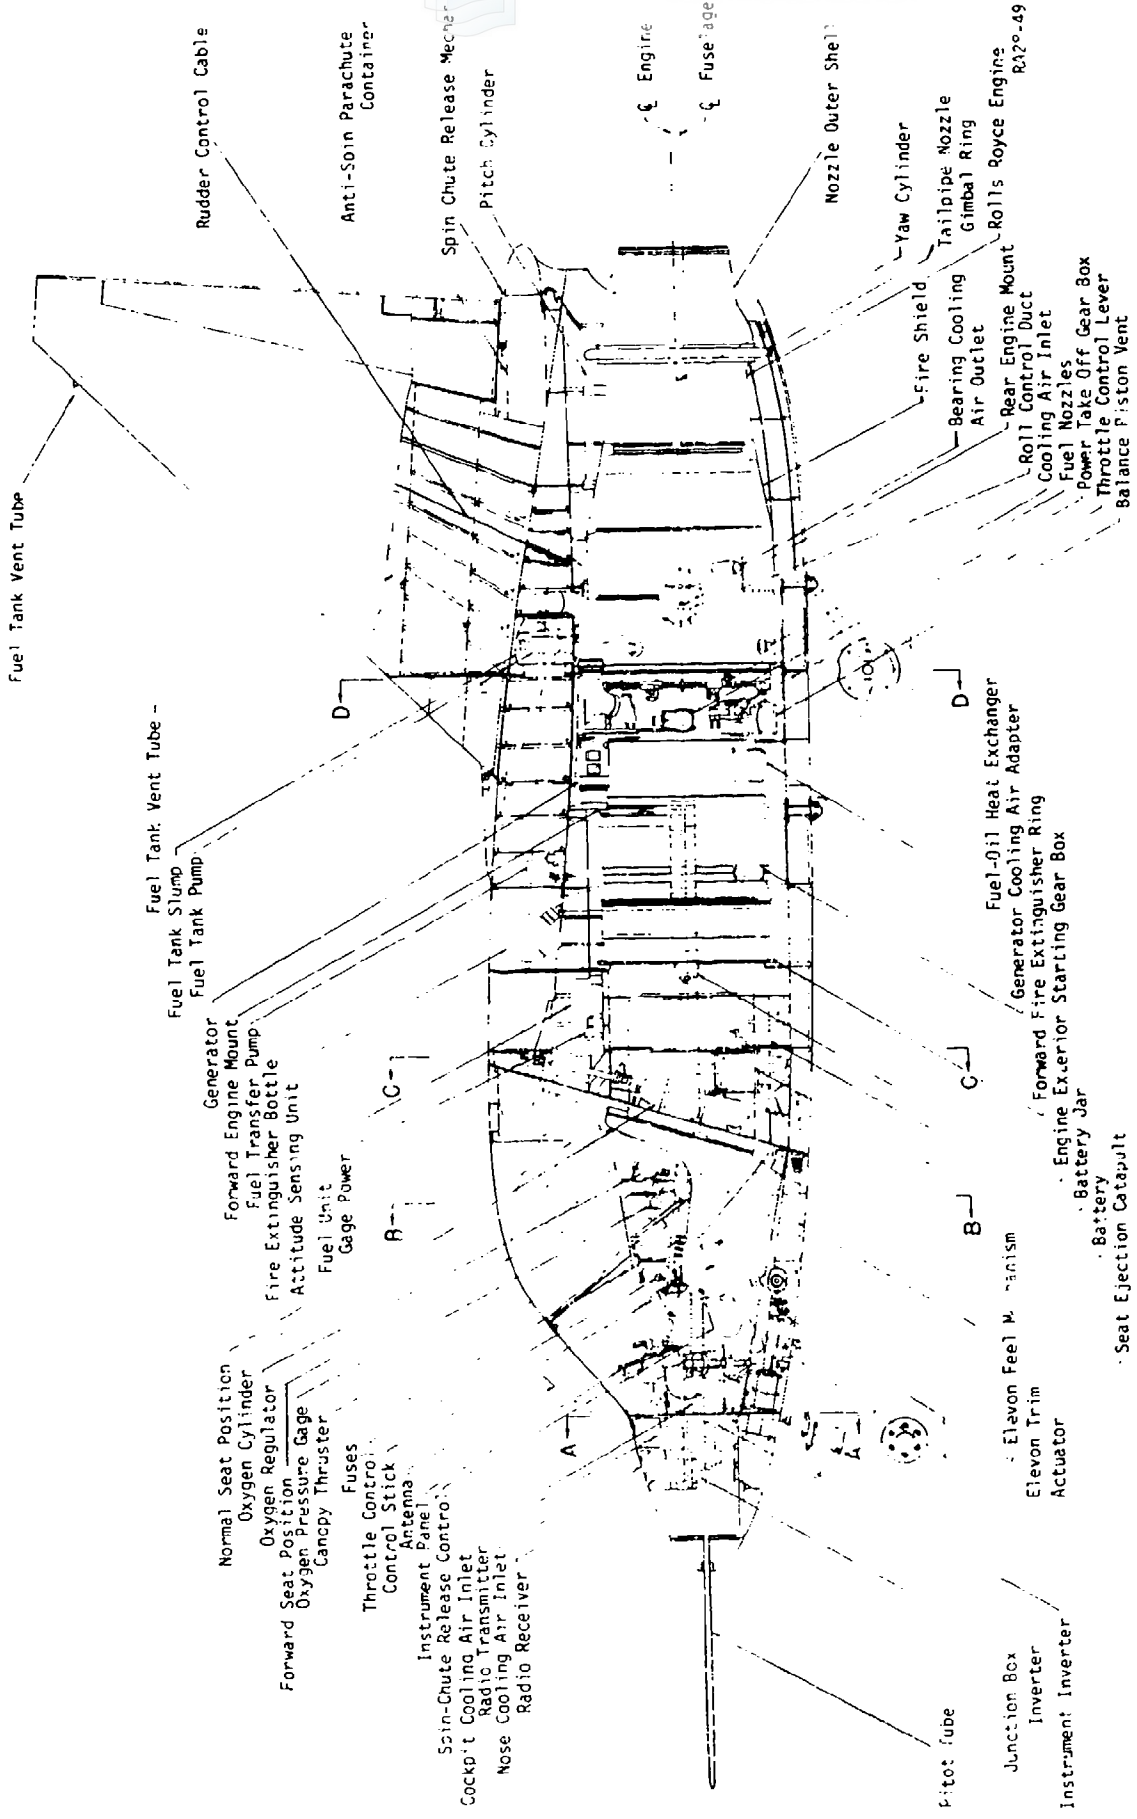 Fuel Tank Vent Tube
Rudder Control Cable
Anti-Soin Parachute
Container
Spin Chute Release Mechar
Pitch Cylinder
℄ Engine
℄ Fuselage
Nozzle Outer Shell
Yaw Cylinder
Tailpipe Nozzle
Gimbal Ring
Rolls Royce Engine
Fire Shield
Bearing Cooling
Air Outlet
Rear Engine Mount
Roll Control Duct
Cooling Air Inlet
Fuel Nozzles
Power Take Off Gear Box
Throttle Control Lever
Balance Piston Vent
Fuel Tank Vent Tube
Fuel Tank Slump
Fuel Tank Pump
Generator
Forward Engine Mount
Fuel Transfer Pump
Fire Extinguisher Bottle
Attitude Sensing Unit
Fuel Unit
Gage Power
D
D
C
C
B
B
A
A
Fuel-Oil Heat Exchanger
Generator Cooling Air Adapter
Forward Fire Extinguisher Ring
Engine Exterior Starting Gear Box
Battery Jar
Battery
Seat Ejection Catapult
Normal Seat Position
Oxygen Cylinder
Oxygen Regulator
Forward Seat Position
Oxygen Pressure Gage
Canopy Thruster
Fuses
Throttle Control
Control Stick
Antenna
Instrument Panel
Spin-Chute Release Control
Cockpit Cooling Air Inlet
Radio Transmitter
Nose Cooling Air Inlet
Radio Receiver
Elavon Feel
Elevon Trim
Actuator
Pitot Tube
Junction Box
Inverter
Instrument Inverter